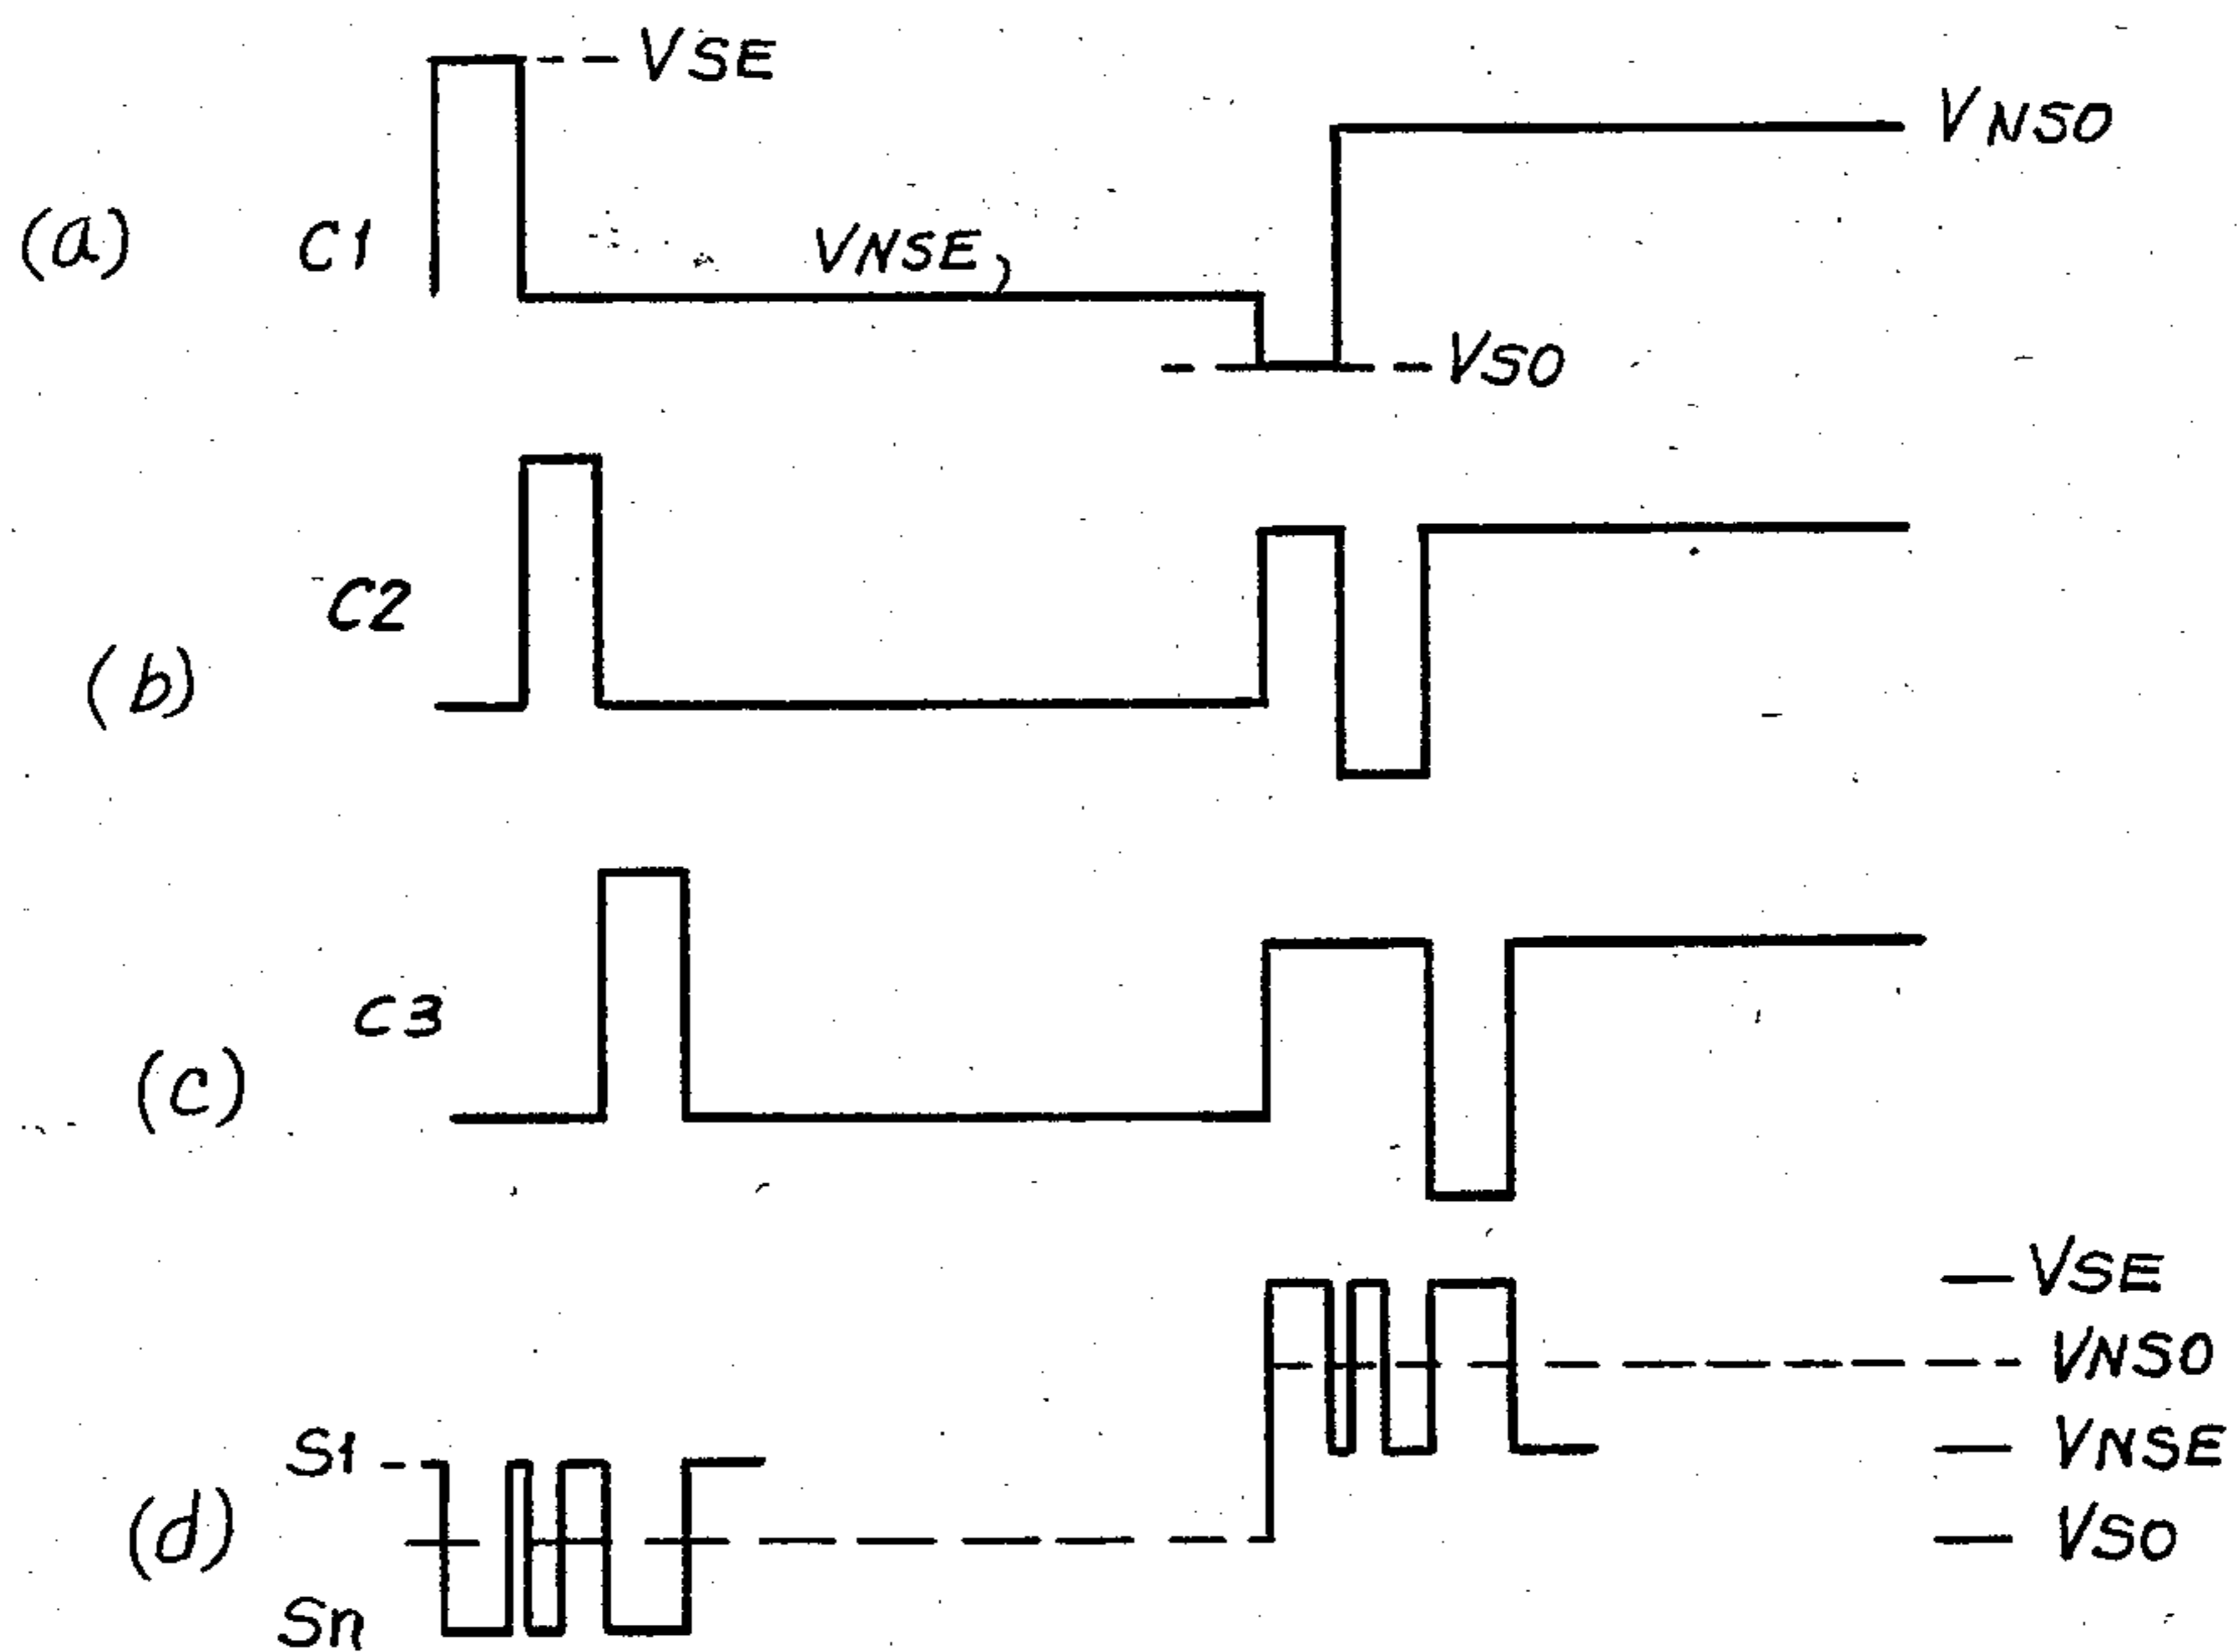 VSE
VNSO
(a) C1
VNSE
VSO
C2
(b)
C3
(c)
VSE
VNSO
S1 VNSE
(d) VSO
Sn